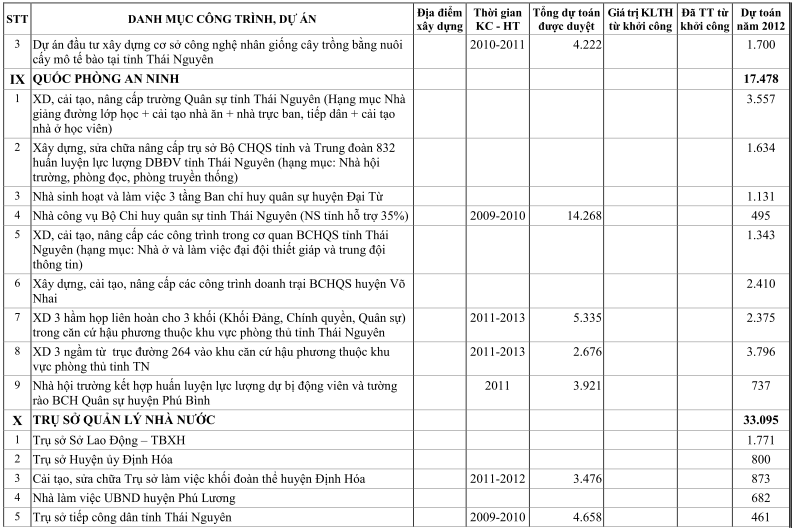 STT DANH MỤC CÔNG TRÌNH, DỰ ÁN Địa điểm xây dựng Thời gian KC - HT Tổng dự toán được duyệt Giá trị KLTH từ khởi công Đã TT từ khởi công Dự toán năm 2012
3 Dự án đầu tư xây dựng cơ sở công nghệ nhân giống cây trồng bằng nuôi 2010-2011 4.222 1.700
cấy mô tế bào tại tỉnh Thái Nguyên
IX QUỐC PHÒNG AN NINH 17.478
1 XD, cải tạo, nâng cấp trường Quân sự tỉnh Thái Nguyên (Hạng mục Nhà 3.557
giảng đường lớp học + cải tạo nhà ăn + nhà trực ban, tiếp dân + cải tạo
nhà ở học viên)
2 Xây dựng, sửa chữa nâng cấp trụ sở Bộ CHQS tỉnh và Trung đoàn 832 1.634
huấn luyện lực lượng DBĐV tỉnh Thái Nguyên (hạng mục: Nhà hội
trường, phòng đọc, phòng truyền thống)
3 Nhà sinh hoạt và làm việc 3 tầng Ban chỉ huy quân sự huyện Đại Từ 1.131
4 Nhà công vụ Bộ Chỉ huy quân sự tỉnh Thái Nguyên (NS tỉnh hỗ trợ 35%) 2009-2010 14.268 495
5 XD, cải tạo, nâng cấp các công trình trong cơ quan BCHQS tỉnh Thái 1.343
Nguyên (hạng mục: Nhà ở và làm việc đại đội thiết giáp và trung đội
thông tin)
6 Xây dựng, cải tạo, nâng cấp các công trình doanh trại BCHQS huyện Võ 2.410
Nhai
7 XD 3 hầm họp liên hoàn cho 3 khối (Khối Đảng, Chính quyền, Quân sự) 2011-2013 5.335 2.375
trong căn cứ hậu phương thuộc khu vực phòng thủ tỉnh Thái Nguyên
8 XD 3 ngầm từ trục đường 264 vào khu căn cứ hậu phương thuộc khu 2011-2013 2.676 3.796
vực phòng thủ tỉnh TN
9 Nhà hội trường kết hợp huấn luyện lực lượng dự bị động viên và tường 2011 3.921 737
rào BCH Quân sự huyện Phú Bình
X TRỤ SỞ QUẢN LÝ NHÀ NƯỚC 33.095
1 Trụ sở Sở Lao Động – TBXH 1.771
2 Trụ sở Huyện ủy Định Hóa 800
3 Cải tạo, sửa chữa Trụ sở làm việc khối đoàn thể huyện Định Hóa 2011-2012 3.476 873
4 Nhà làm việc UBND huyện Phú Lương 682
5 Trụ sở tiếp công dân tỉnh Thái Nguyên 2009-2010 4.658 461